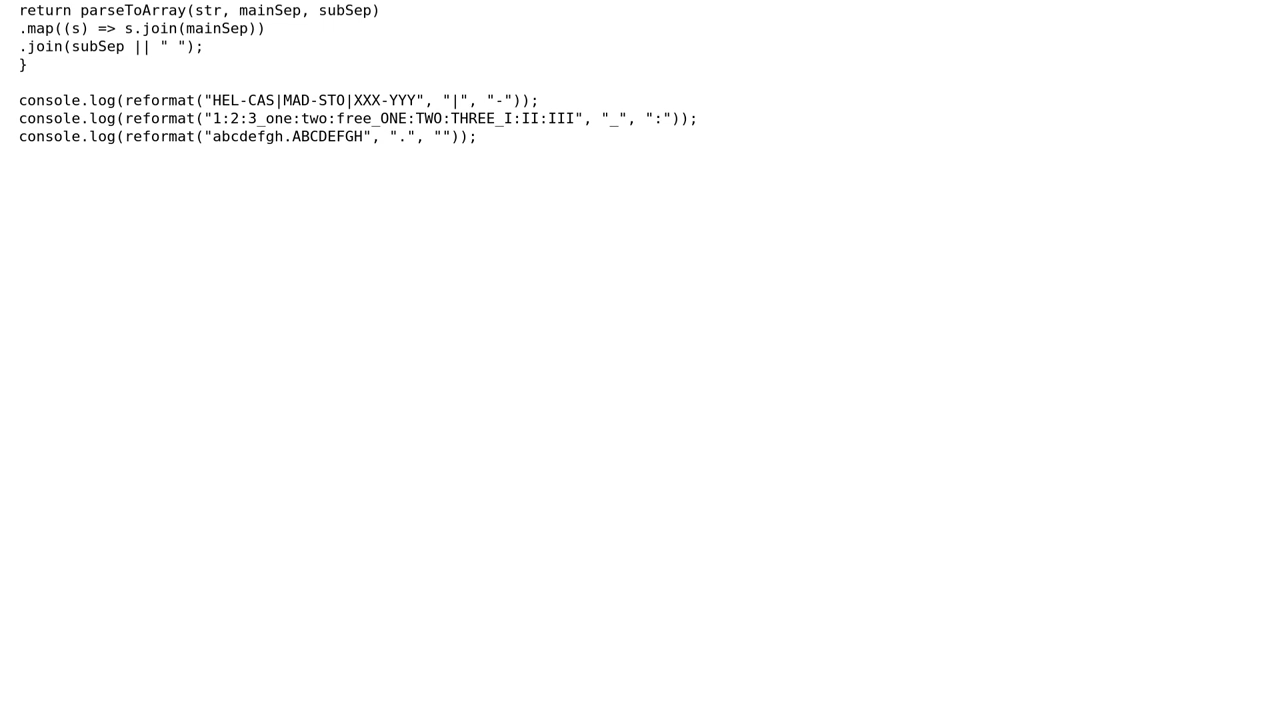 return parseToArray(str, mainSep, subSep)
.map((s) => s.join(mainSep))
.join(subSep || " ");
}
console.log(reformat("HEL-CAS|MAD-STO|XXX-YYY", "|", "-"));
console.log(reformat("1:2:3_one:two:free_ONE:TWO:THREE_I:II:III", "_", ":"));
console.log(reformat("abcdefgh.ABCDEFGH", ".", ""));